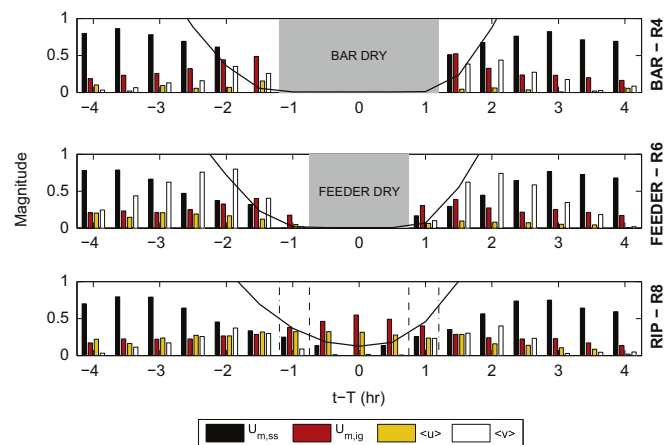 1
0.5
0
BAR DRY
BAR − R4
−4 −3 −2 −1 0 1 2 3 4
Magnitude
1
0.5
0
FEEDER DRY
FEEDER − R6
−4 −3 −2 −1 0 1 2 3 4
1
0.5
0
RIP − R8
−4 −3 −2 −1 0 1 2 3 4
t−T (hr)
Um,ss Um,ig <u> <v>